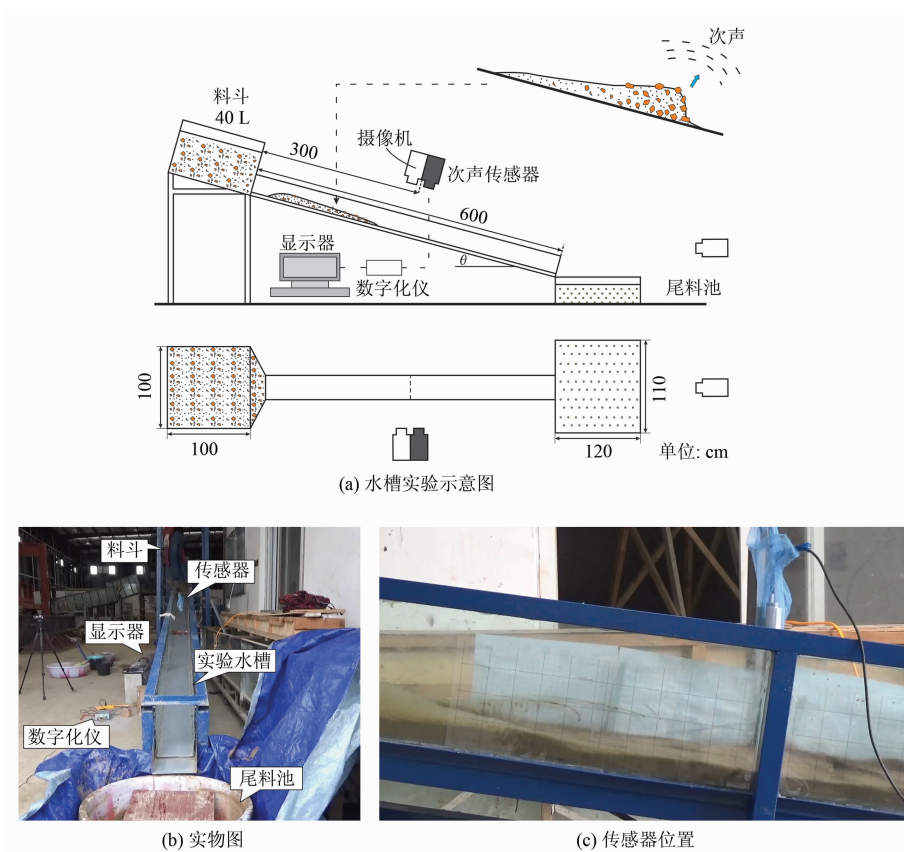 次声
料斗
40 L
300
摄像机
次声传感器
600
显示器
θ
数字化仪
尾料池
100
100
110
120
单位: cm
(a) 水槽实验示意图
料斗
传感器
显示器
实验水槽
数字化仪
尾料池
(b) 实物图
(c) 传感器位置